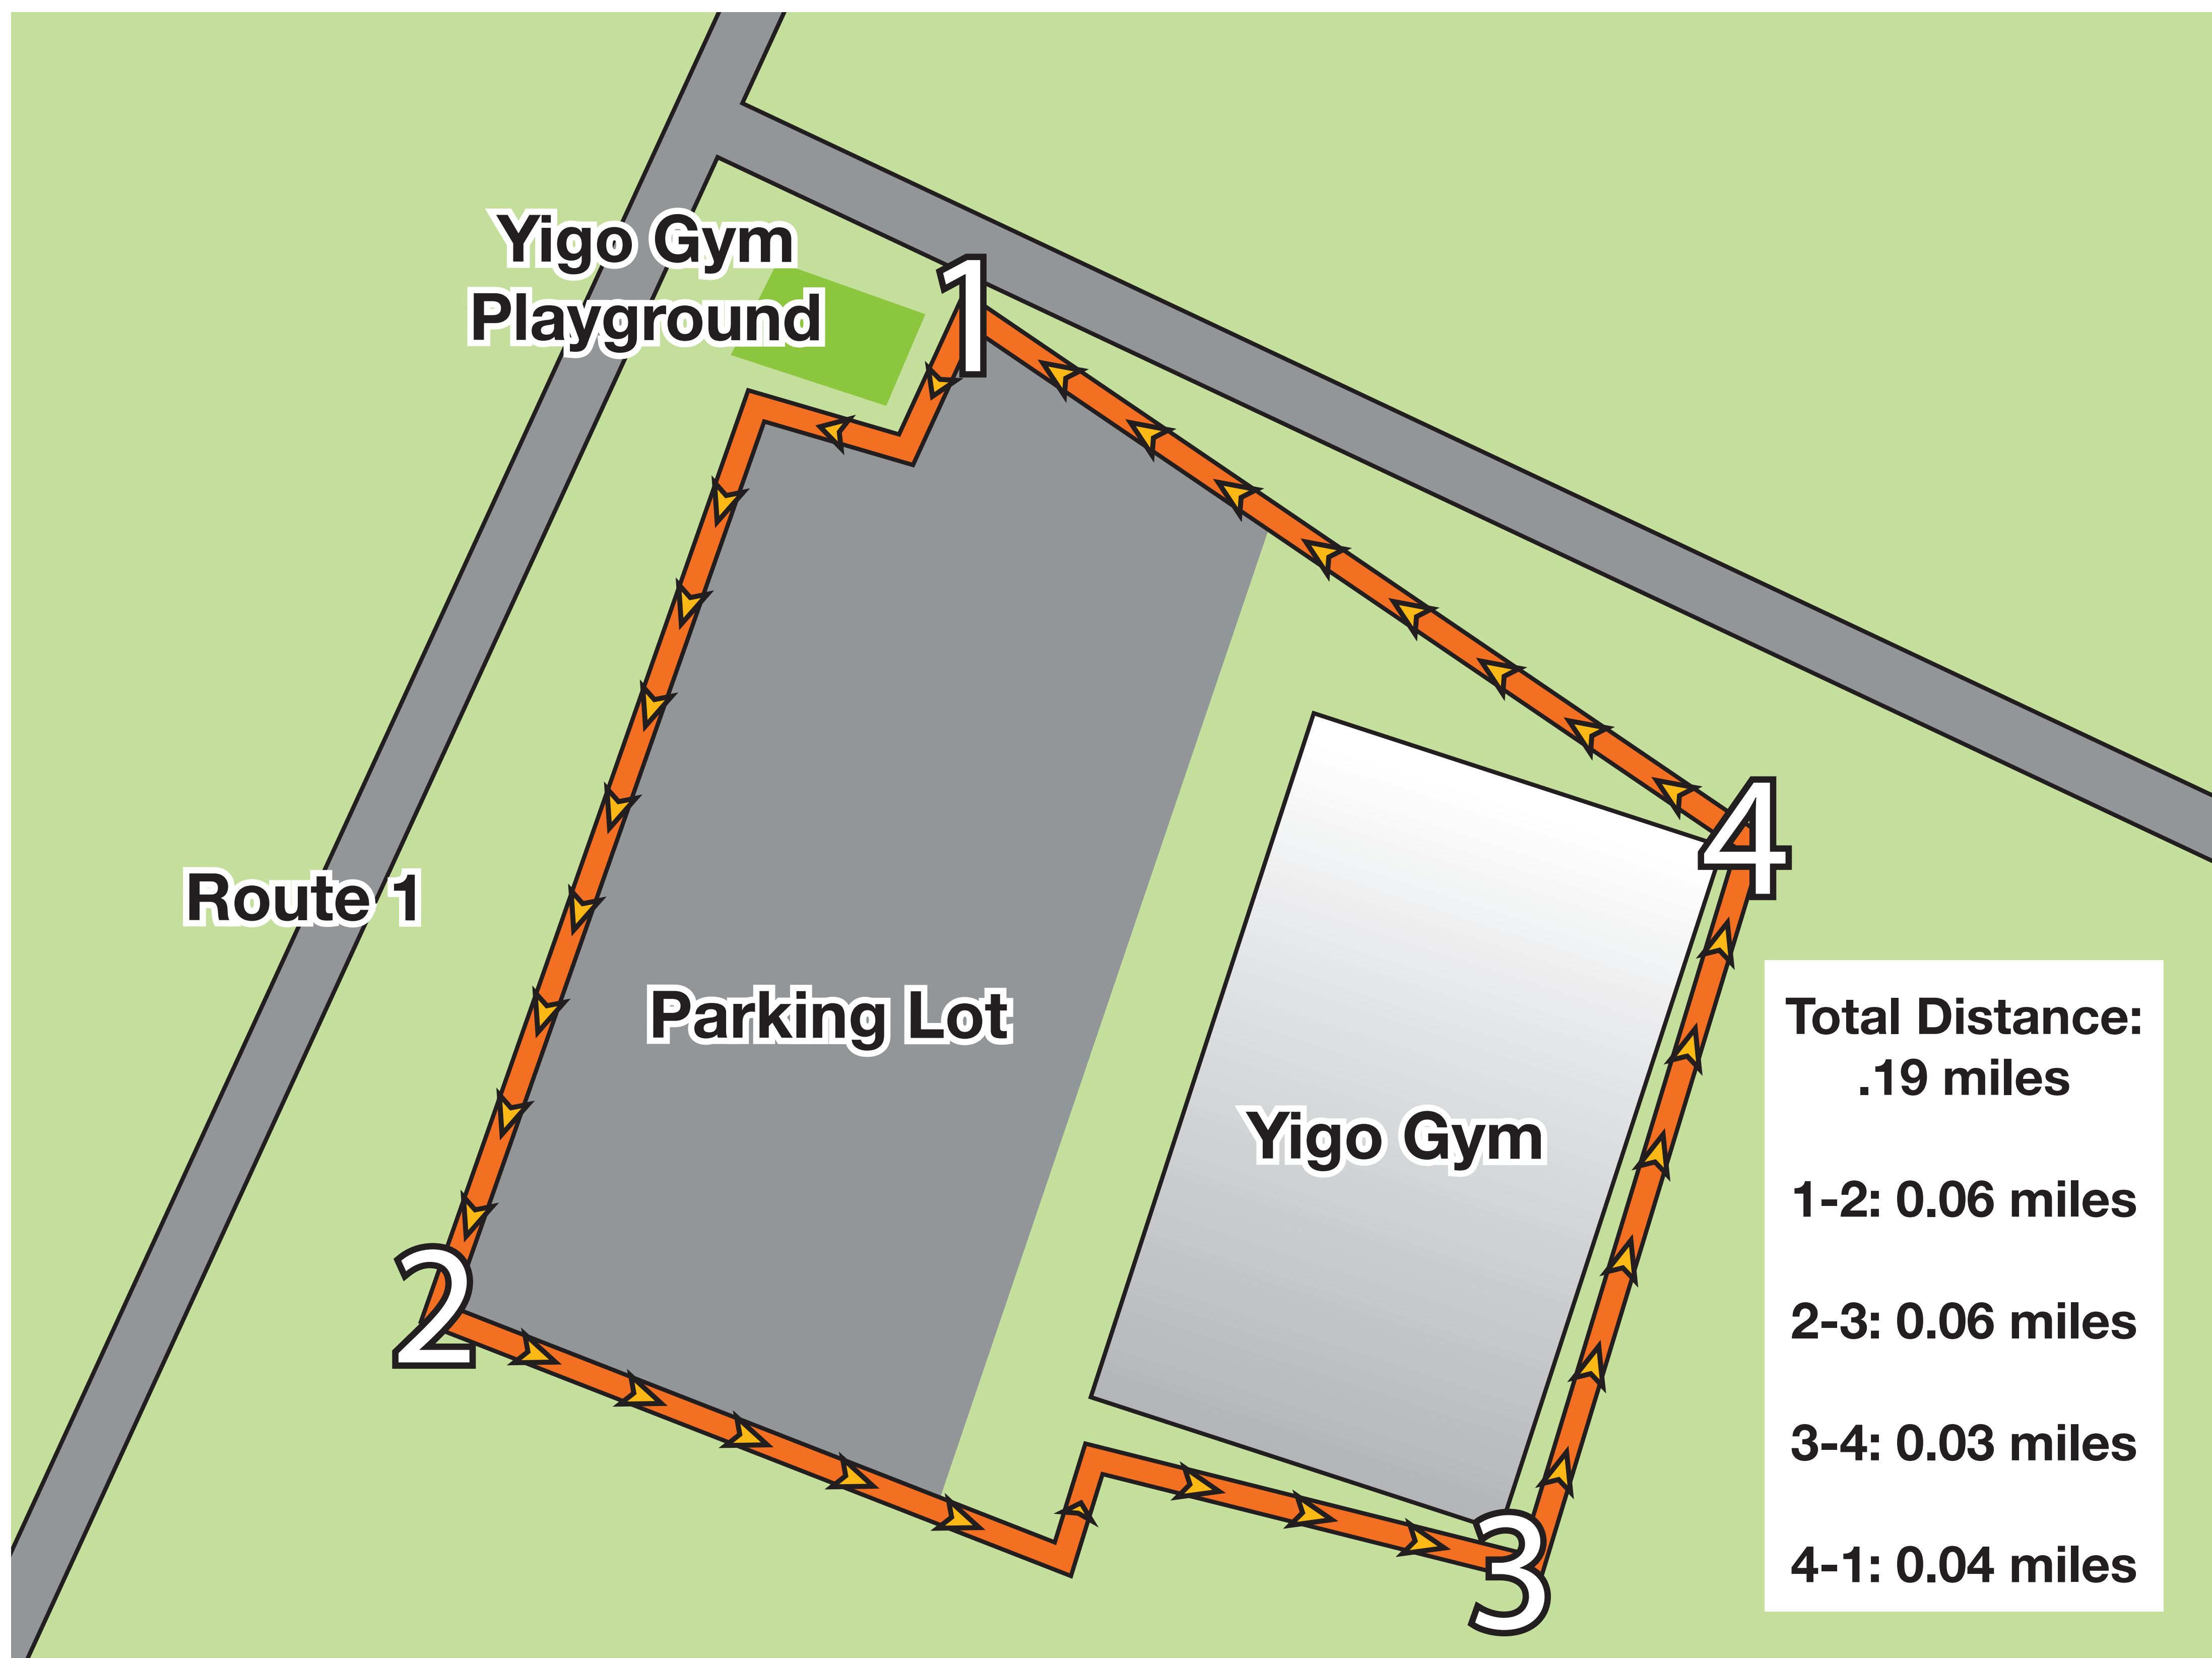 Yigo Gym
Playground
1
4
Route 1
Parking Lot
Yigo Gym
2
3
Total Distance:
.19 miles
1-2: 0.06 miles
2-3: 0.06 miles
3-4: 0.03 miles
4-1: 0.04 miles